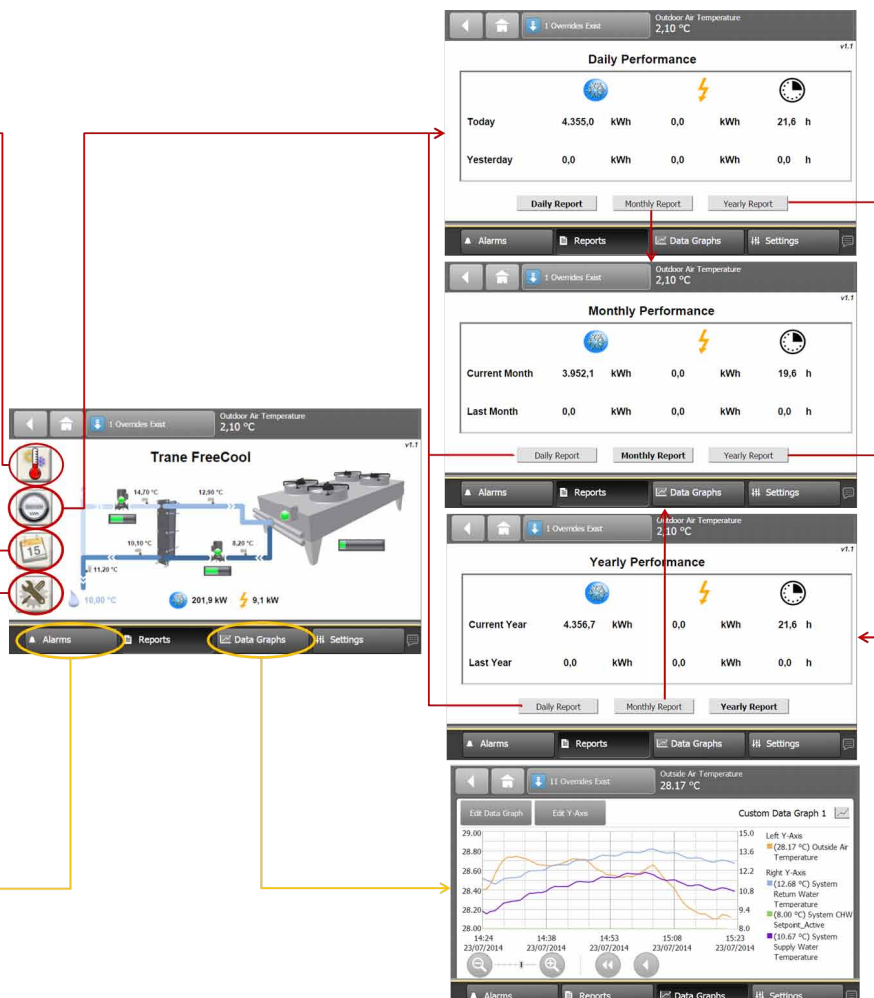 1 Overrides Exist
Outdoor Air Temperature
2,10 °C
v1.1
Daily Performance
Today 4.355,0 kWh 0,0 kWh 21,6 h
Yesterday 0,0 kWh 0,0 kWh 0,0 h
Daily Report Monthly Report Yearly Report
Alarms Reports Data Graphs Settings
1 Overrides Exist
Outdoor Air Temperature
2,10 °C
v1.1
Monthly Performance
Current Month 3.952,1 kWh 0,0 kWh 19,6 h
Last Month 0,0 kWh 0,0 kWh 0,0 h
Daily Report Monthly Report Yearly Report
Alarms Reports Data Graphs Settings
1 Overrides Exist
Outdoor Air Temperature
2,10 °C
v1.1
Trane FreeCool
14,70 °C 12,90 °C
10,10 °C 8,20 °C
15
11,20 °C
10,00 °C 201,9 kW 9,1 kW
Alarms Reports Data Graphs Settings
1 Overrides Exist
Outdoor Air Temperature
2,10 °C
v1.1
Yearly Performance
Current Year 4.356,7 kWh 0,0 kWh 21,6 h
Last Year 0,0 kWh 0,0 kWh 0,0 h
Daily Report Monthly Report Yearly Report
Alarms Reports Data Graphs Settings
11 Overrides Exist
Outside Air Temperature
28.17 °C
Edit Data Graph Edit Y-Axis Custom Data Graph 1
29.00 15.0
28.80 13.6
28.60 12.2
28.40 10.8
28.20 9.4
28.00 8.0
14:24 14:38 14:53 15:08 15:23
23/07/2014 23/07/2014 23/07/2014 23/07/2014 23/07/2014
Left Y-Axis
(28.17 °C) Outside Air
Temperature
Right Y-Axis
(12.68 °C) System
Return Water
Temperature
(8.00 °C) System CHW
Setpoint_Active
(10.67 °C) System
Supply Water
Temperature
Alarms Reports Data Graphs Settings